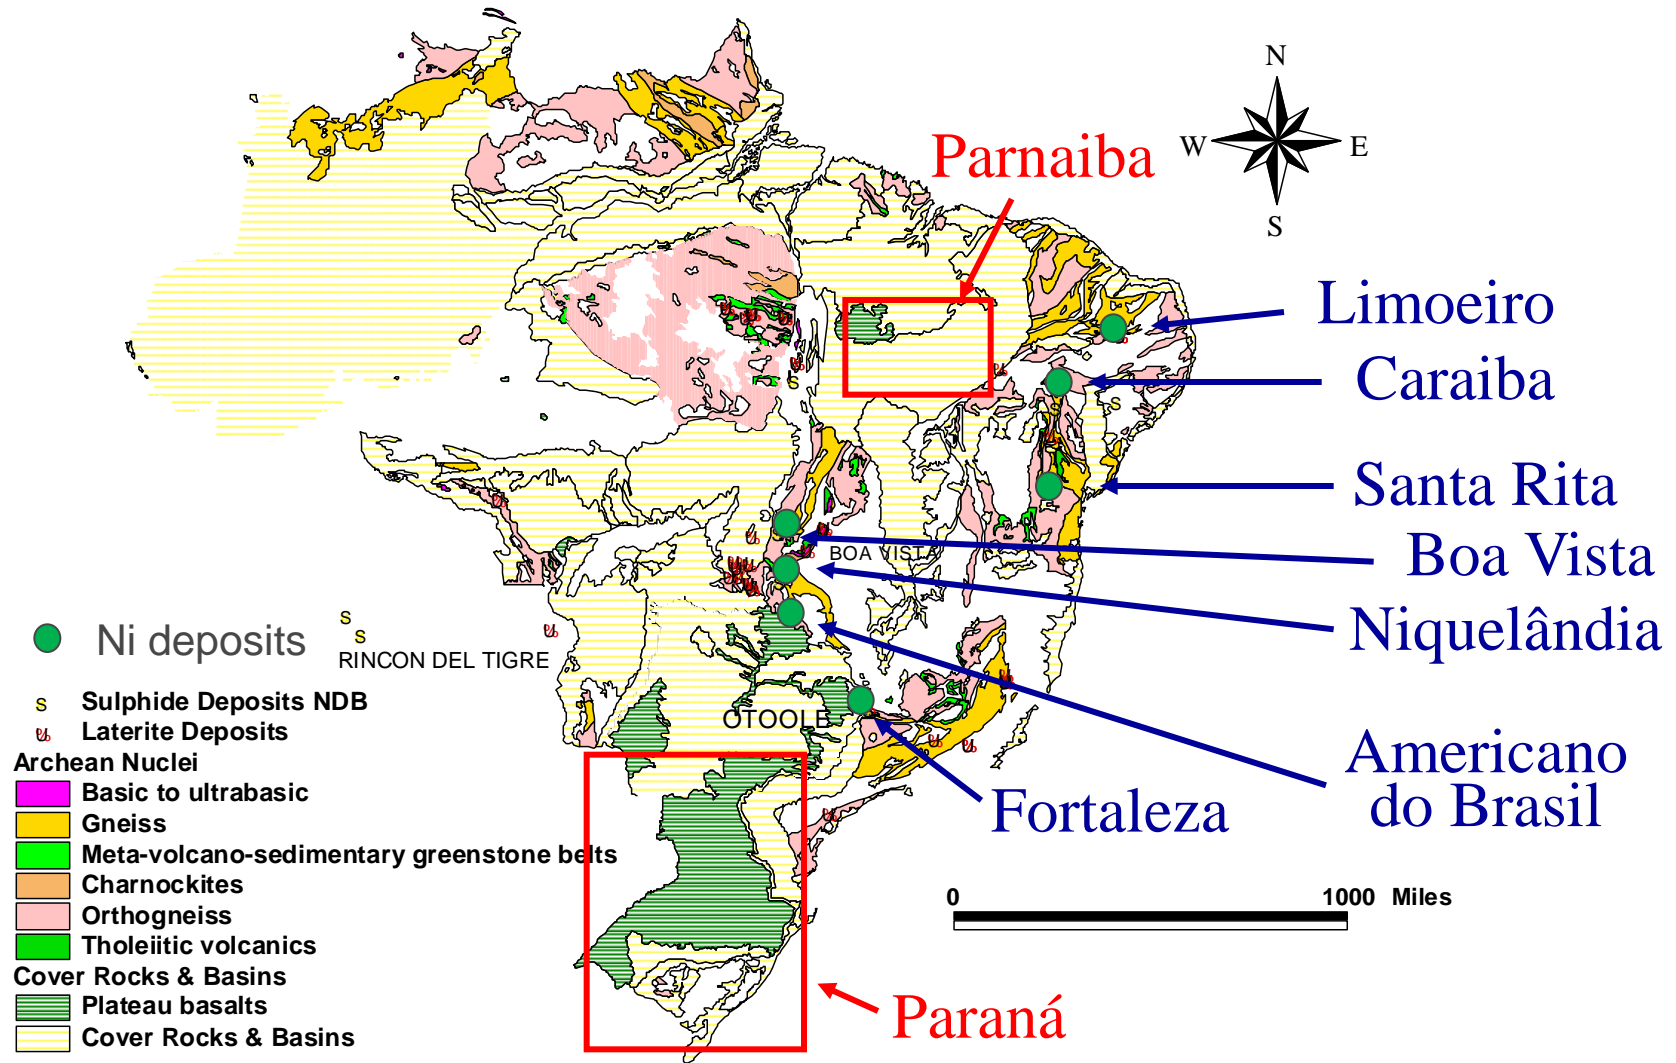 N
W
E
S
Parnaiba
Limoeiro
Caraiba
Santa Rita
BOA VISTA
Boa Vista
Niquelândia
Ni deposits
RINCON DEL TIGRE
S
S
Sulphide Deposits NDB
Laterite Deposits
OTOOLE
Americano
do Brasil
Fortaleza
Archean Nuclei
Basic to ultrabasic
Gneiss
Meta-volcano-sedimentary greenstone belts
Charnockites
Orthogneiss
Tholeiitic volcanics
Cover Rocks & Basins
Plateau basalts
Cover Rocks & Basins
0
1000 Miles
Paraná